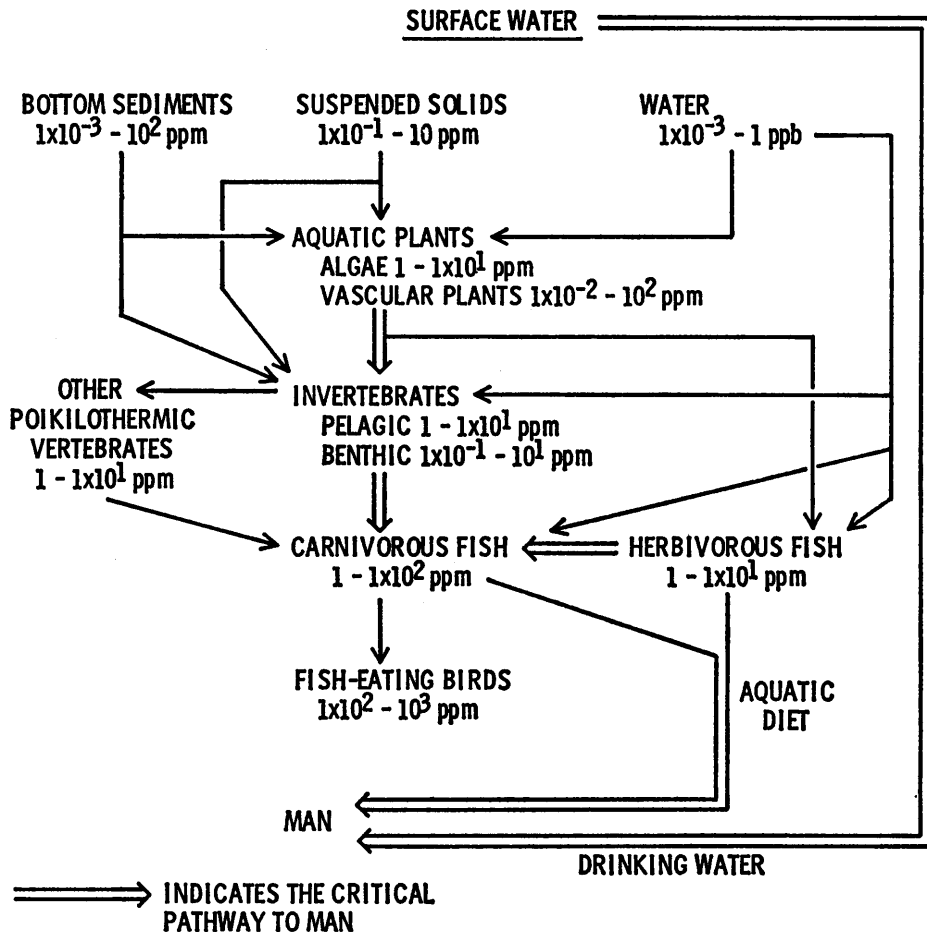 SURFACE WATER
BOTTOM SEDIMENTS
1x10⁻³ - 10² ppm
SUSPENDED SOLIDS
1x10⁻¹ - 10 ppm
WATER
1x10⁻³ - 1 ppb
AQUATIC PLANTS
ALGAE 1 - 1x10¹ ppm
VASCULAR PLANTS 1x10⁻² - 10² ppm
OTHER
POIKILOTHERMIC
VERTEBRATES
1 - 1x10¹ ppm
INVERTEBRATES
PELAGIC 1 - 1x10¹ ppm
BENTHIC 1x10⁻¹ - 10¹ ppm
CARNIVOROUS FISH
1 - 1x10² ppm
HERBIVOROUS FISH
1 - 1x10¹ ppm
FISH-EATING BIRDS
1x10² - 10³ ppm
AQUATIC
DIET
MAN
DRINKING WATER
INDICATES THE CRITICAL
PATHWAY TO MAN